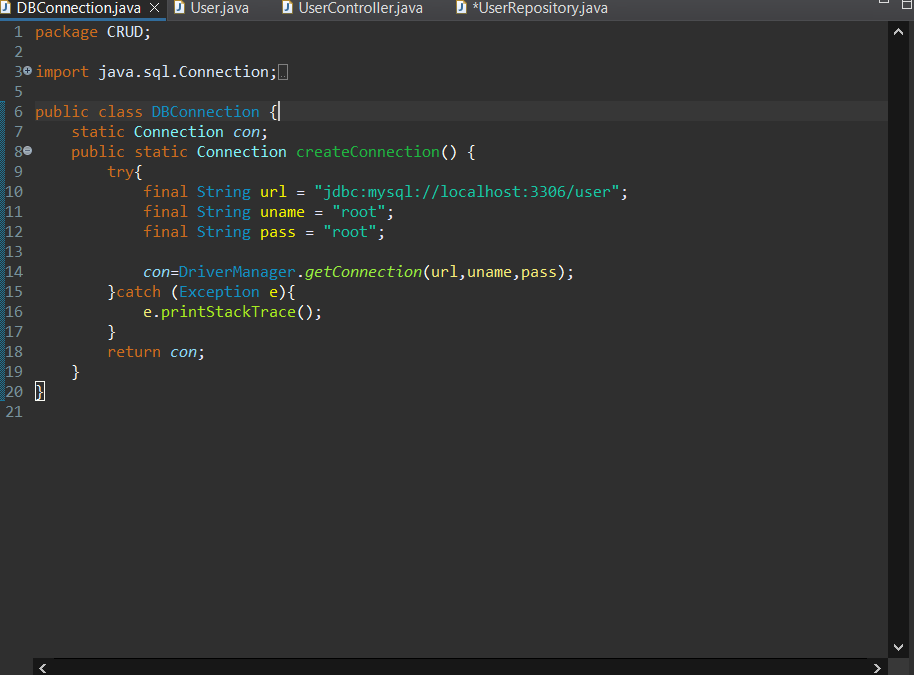 DBConnection.java User.java UserController.java *UserRepository.java
1 package CRUD;
2
3 import java.sql.Connection;
5
6 public class DBConnection {
7 static Connection con;
8 public static Connection createConnection() {
9 try{
10 final String url = "jdbc:mysql://localhost:3306/user";
11 final String uname = "root";
12 final String pass = "root";
13
14 con=DriverManager.getConnection(url,uname,pass);
15 }catch (Exception e){
16 e.printStackTrace();
17 }
18 return con;
19 }
20 }
21